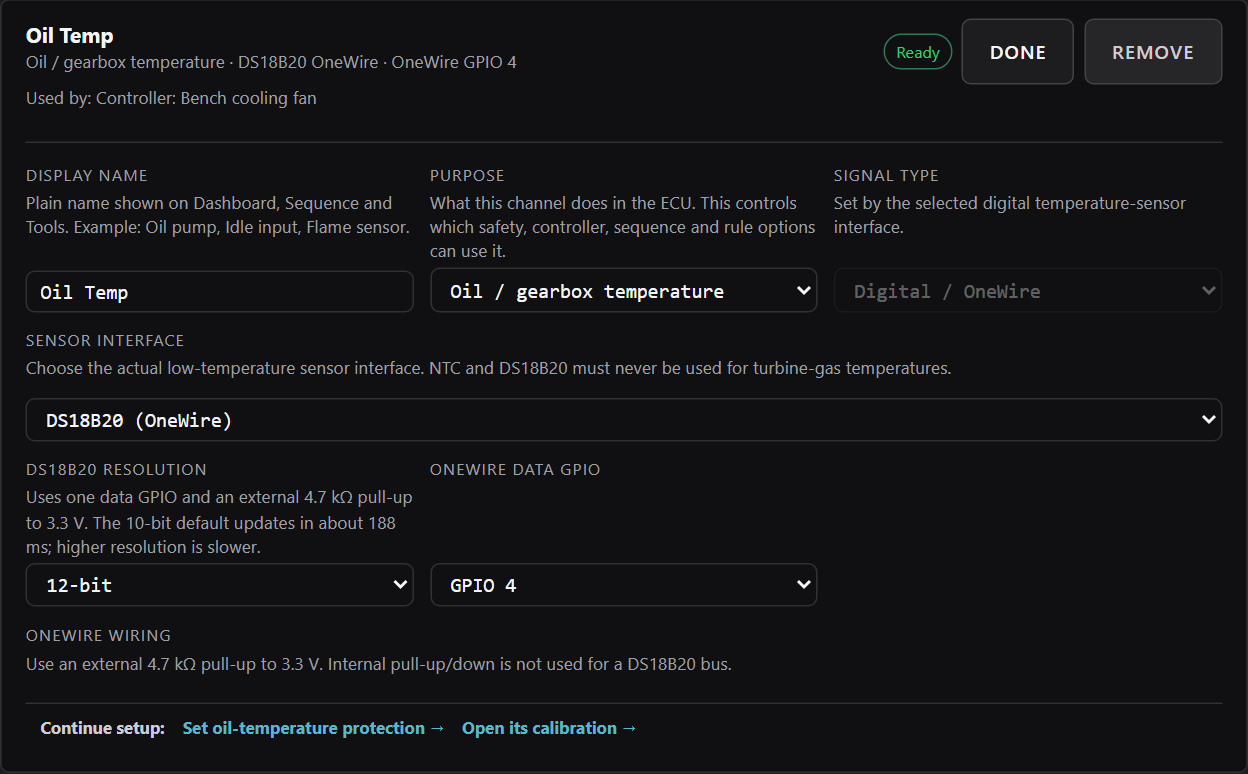 Oil Temp
Oil / gearbox temperature · DS18B20 OneWire · OneWire GPIO 4
Used by: Controller: Bench cooling fan
Ready
DONE
REMOVE
DISPLAY NAME
Plain name shown on Dashboard, Sequence and
Tools. Example: Oil pump, Idle input, Flame sensor.
Oil Temp
PURPOSE
What this channel does in the ECU. This controls
which safety, controller, sequence and rule options
can use it.
Oil / gearbox temperature
SIGNAL TYPE
Set by the selected digital temperature-sensor
interface.
Digital / OneWire
SENSOR INTERFACE
Choose the actual low-temperature sensor interface. NTC and DS18B20 must never be used for turbine-gas temperatures.
DS18B20 (OneWire)
DS18B20 RESOLUTION
Uses one data GPIO and an external 4.7 kΩ pull-up
to 3.3 V. The 10-bit default updates in about 188
ms; higher resolution is slower.
12-bit
ONEWIRE DATA GPIO
GPIO 4
ONEWIRE WIRING
Use an external 4.7 kΩ pull-up to 3.3 V. Internal pull-up/down is not used for a DS18B20 bus.
Continue setup: Set oil-temperature protection → Open its calibration →